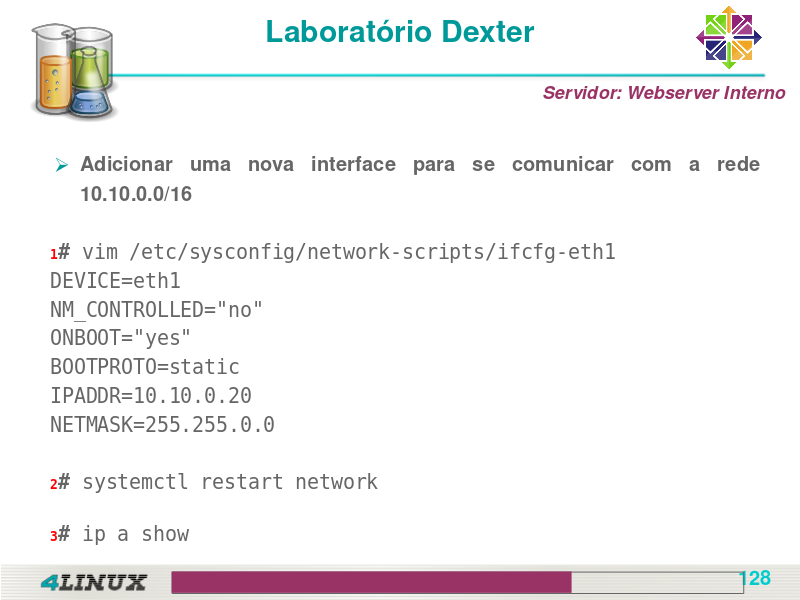 Laboratório Dexter
Servidor: Webserver Interno
Adicionar uma nova interface para se comunicar com a rede
10.10.0.0/16
1# vim /etc/sysconfig/network-scripts/ifcfg-eth1
DEVICE=eth1
NM_CONTROLLED="no"
ONBOOT="yes"
BOOTPROTO=static
IPADDR=10.10.0.20
NETMASK=255.255.0.0
2# systemctl restart network
3# ip a show
4LINUX
128